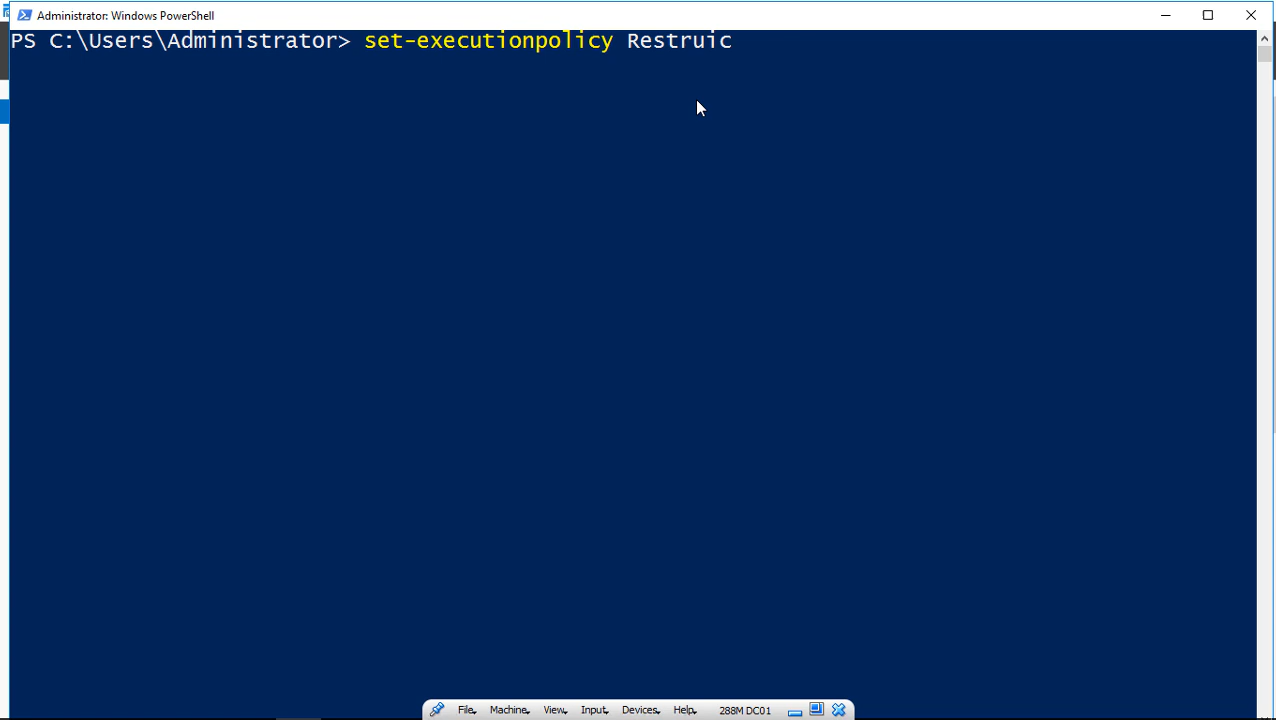 Administrator: Windows PowerShell
PS C:\Users\Administrator> set-executionpolicy Restruic
File Machine View Input Devices Help 288M DC01